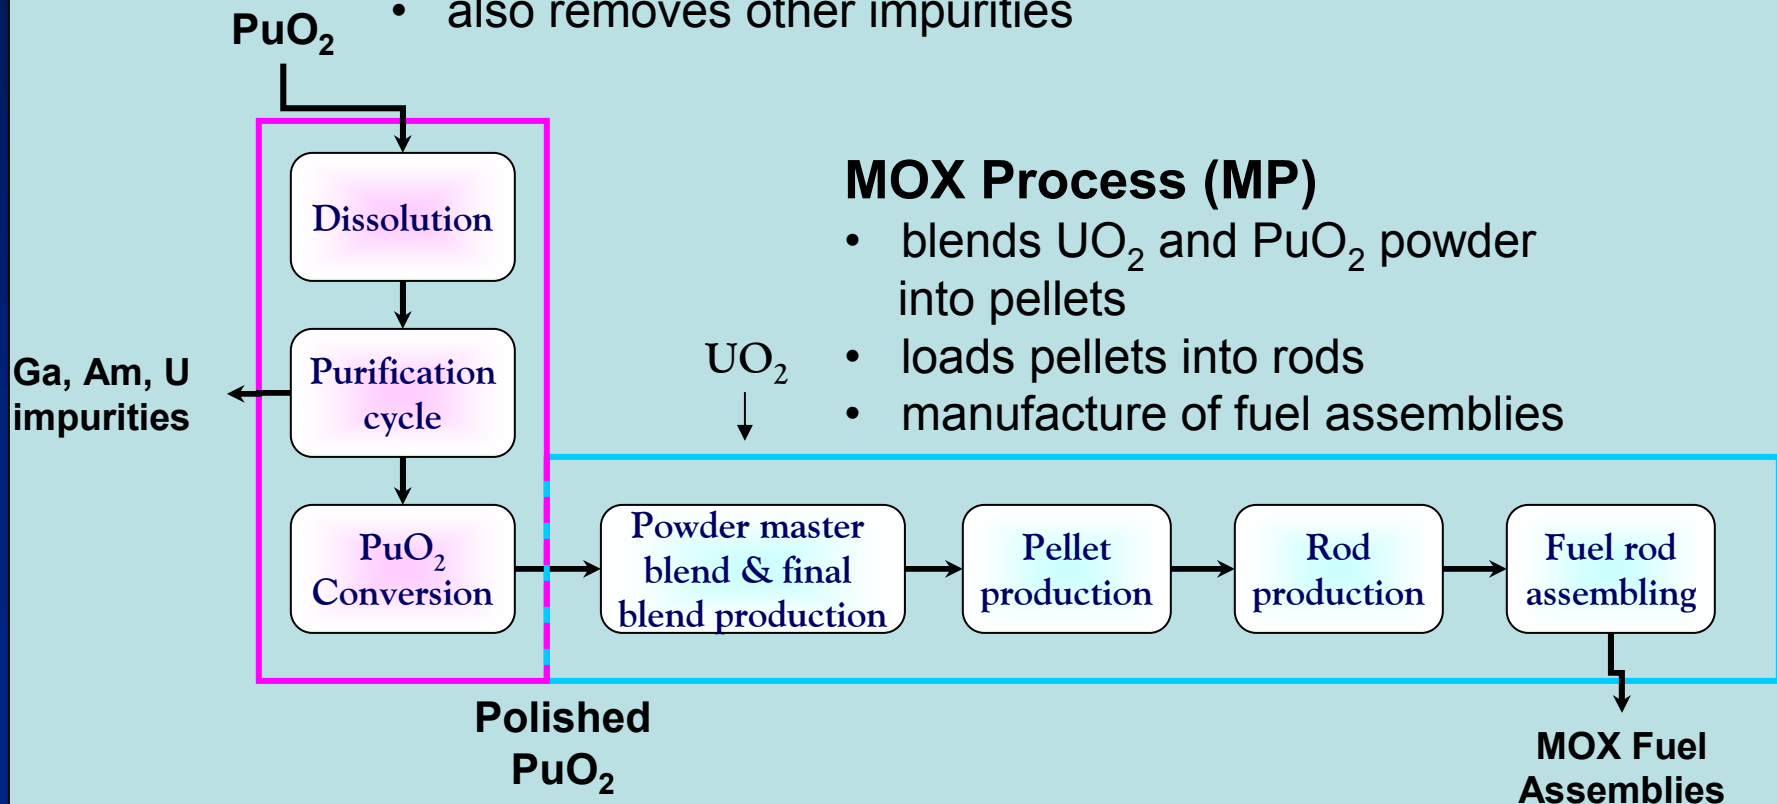 • also removes other impurities
PuO₂
Dissolution
MOX Process (MP)
• blends UO₂ and PuO₂ powder
into pellets
• loads pellets into rods
• manufacture of fuel assemblies
UO₂
Ga, Am, U
impurities
Purification
cycle
PuO₂
Conversion
Powder master
blend & final
blend production
Pellet
production
Rod
production
Fuel rod
assembling
Polished
PuO₂
MOX Fuel
Assemblies